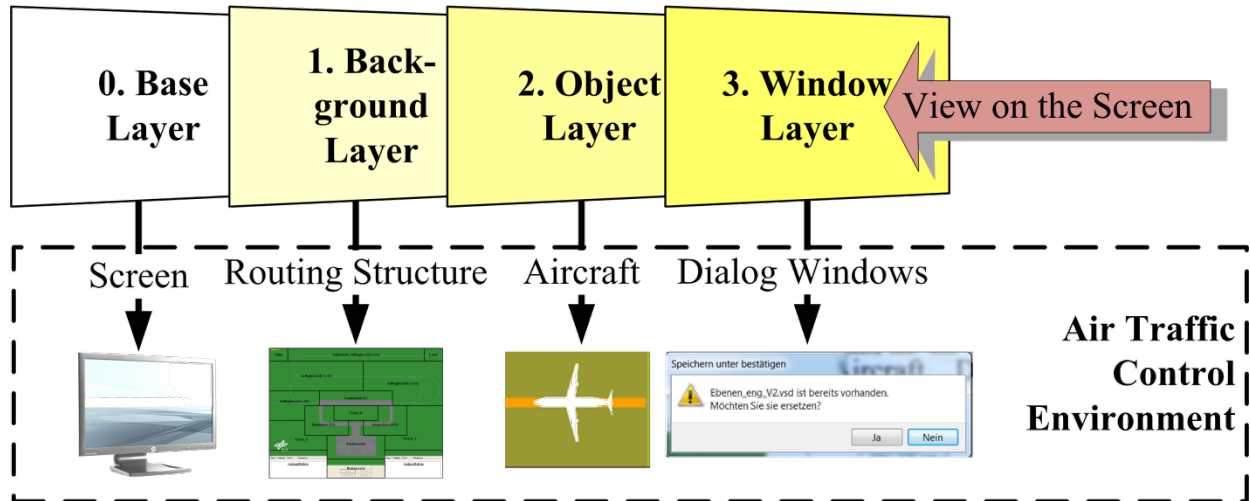 0. Base
Layer
1. Back-
ground
Layer
2. Object
Layer
3. Window
Layer
View on the Screen
Screen
Routing Structure
Aircraft
Dialog Windows
Air Traffic
Control
Environment
Speichern unter bestätigen
Ebenen_eng_V2.vsd ist bereits vorhanden.
Möchten Sie sie ersetzen?
Ja
Nein